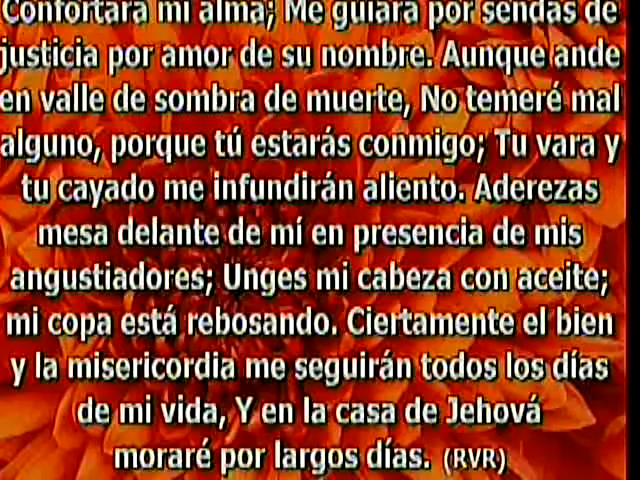 Confortará mi alma; Me guiará por sendas de
justicia por amor de su nombre. Aunque ande
en valle de sombra de muerte, No temeré mal
alguno, porque tú estarás conmigo; Tu vara y
tu cayado me infundirán aliento. Aderezas
mesa delante de mí en presencia de mis
angustiadores; Unges mi cabeza con aceite;
mi copa está rebosando. Ciertamente el bien
y la misericordia me seguirán todos los días
de mi vida, Y en la casa de Jehová
moraré por largos días. (RVR)